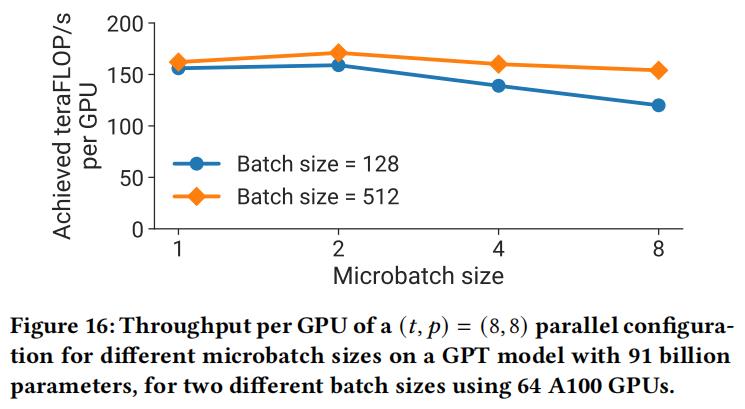 200
150
100
50
0
Achieved teraFLOP/s
per GPU
Batch size = 128
Batch size = 512
1 2 4 8
Microbatch size
Figure 16: Throughput per GPU of a (t, p) = (8, 8) parallel configura-
tion for different microbatch sizes on a GPT model with 91 billion
parameters, for two different batch sizes using 64 A100 GPUs.